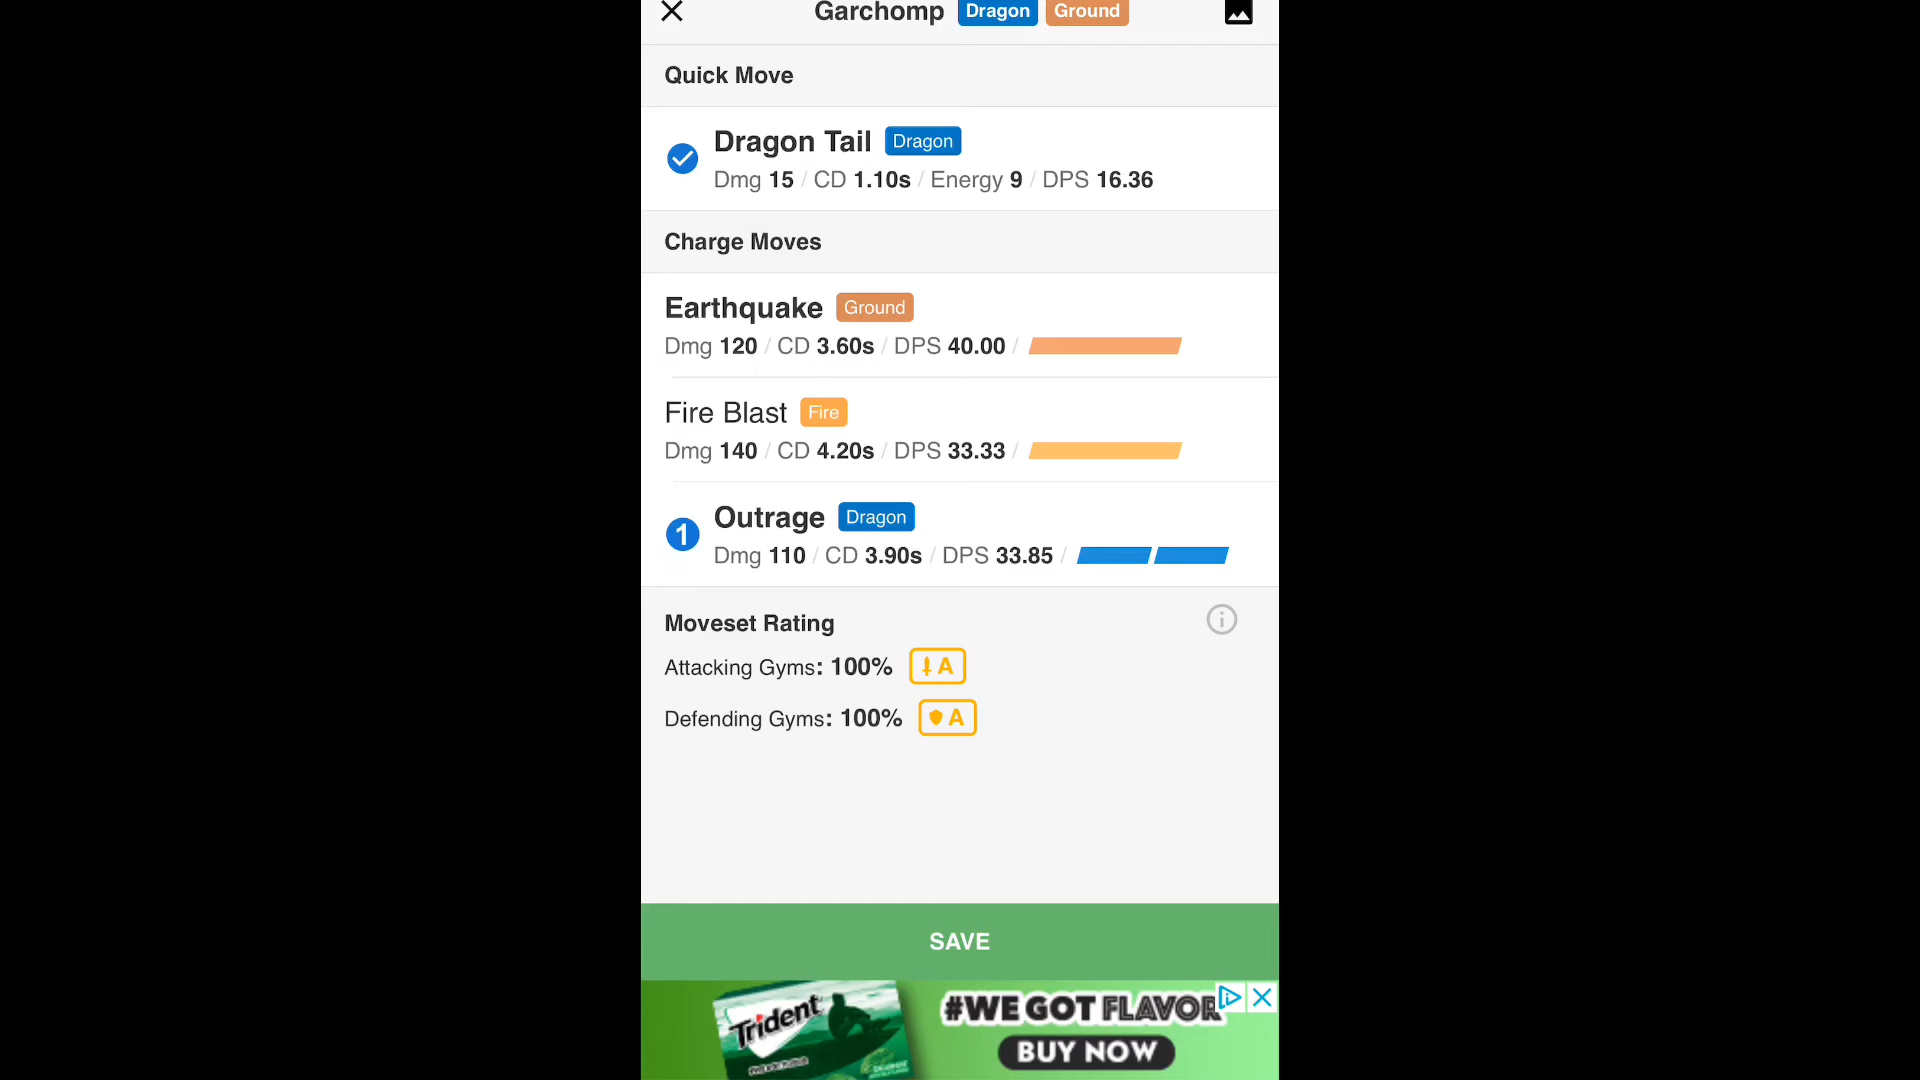 Garchomp Dragon Ground
Quick Move
Dragon Tail Dragon
Dmg 15 / CD 1.10s / Energy 9 / DPS 16.36
Charge Moves
Earthquake Ground
Dmg 120 / CD 3.60s / DPS 40.00 /
Fire Blast Fire
Dmg 140 / CD 4.20s / DPS 33.33 /
1 Outrage Dragon
Dmg 110 / CD 3.90s / DPS 33.85 /
Moveset Rating
Attacking Gyms: 100% A
Defending Gyms: 100% A
SAVE
Trident
#WE GOT FLAVOR
BUY NOW